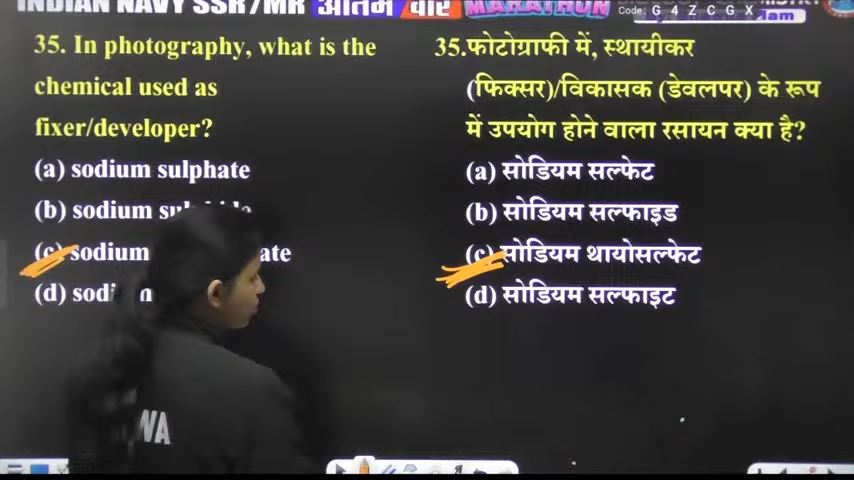 INDIAN NAVY SSR/MR अंतिम वार MARATHON
Code: G 4 Z C G X
35. In photography, what is the
chemical used as
fixer/developer?
(a) sodium sulphate
(b) sodium
(c) sodium
(d)
35.फोटोग्राफी में, स्थायीकर
(फिक्सर)/विकासक (डेवलपर) के रूप
में उपयोग होने वाला रसायन क्या है?
(a) सोडियम सल्फेट
(b) सोडियम सल्फाइड
(c) सोडियम थायोसल्फेट
(d) सोडियम सल्फाइट
WA